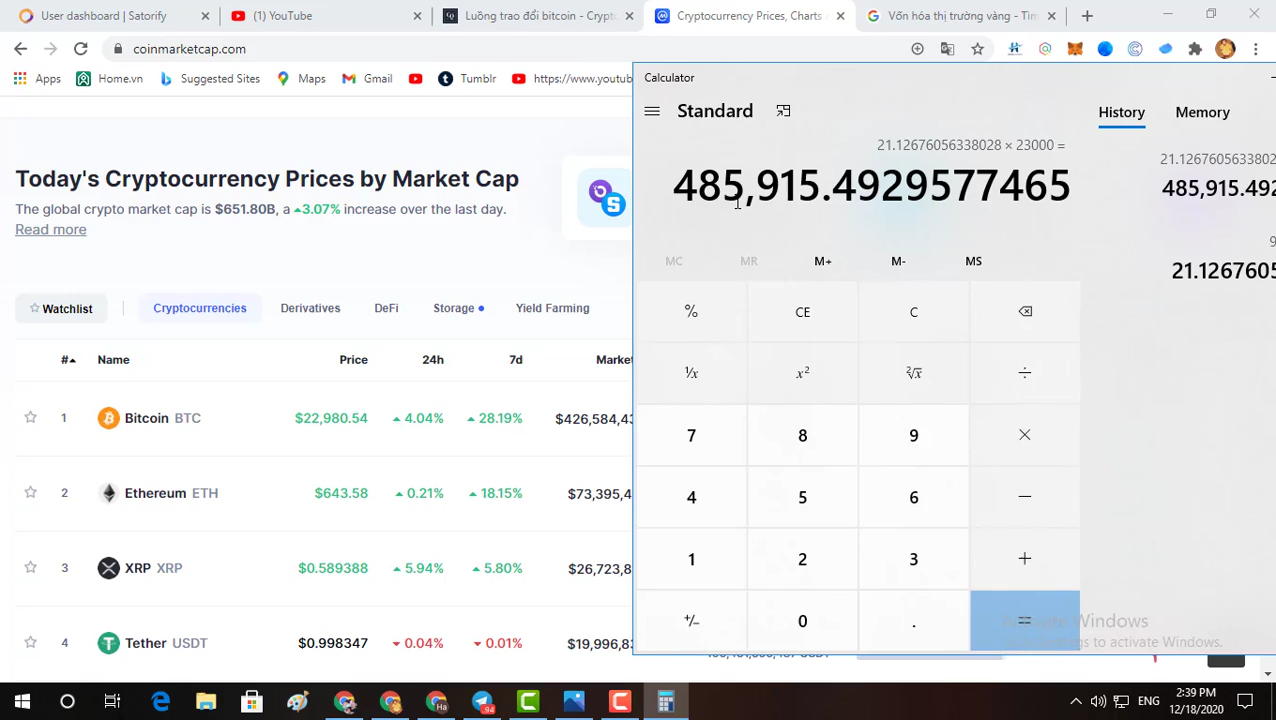 User dashboard | Satorify
(1) YouTube
Luồng trao đổi bitcoin - Crypto
Cryptocurrency Prices, Charts
Vốn hóa thị trường vàng - Tìm
coinmarketcap.com
Apps
Home.vn
Suggested Sites
Maps
Gmail
Tumblr
https://www.youtub
Calculator
Standard
History
Memory
21.12676056338028 × 23000 =
485,915.4929577465
211267605633802
485,915.492
9
21.1267605
MC
MR
M+
M-
MS
%
CE
C
¹/x
x²
²√x
÷
7
8
9
×
4
5
6
−
1
2
3
+
+/−
0
.
=
Today's Cryptocurrency Prices by Market Cap
The global crypto market cap is $651.80B, a 3.07% increase over the last day.
Read more
Watchlist
Cryptocurrencies
Derivatives
DeFi
Storage
Yield Farming
# Name Price 24h 7d Market
1 Bitcoin BTC $22,980.54 4.04% 28.19% $426,584,43
2 Ethereum ETH $643.58 0.21% 18.15% $73,395,4
3 XRP XRP $0.589388 5.94% 5.80% $26,723,8
4 Tether USDT $0.998347 0.04% 0.01% $19,996,83
Activate Windows
to activate Windows.
94
Ha
ENG
2:39 PM
12/18/2020